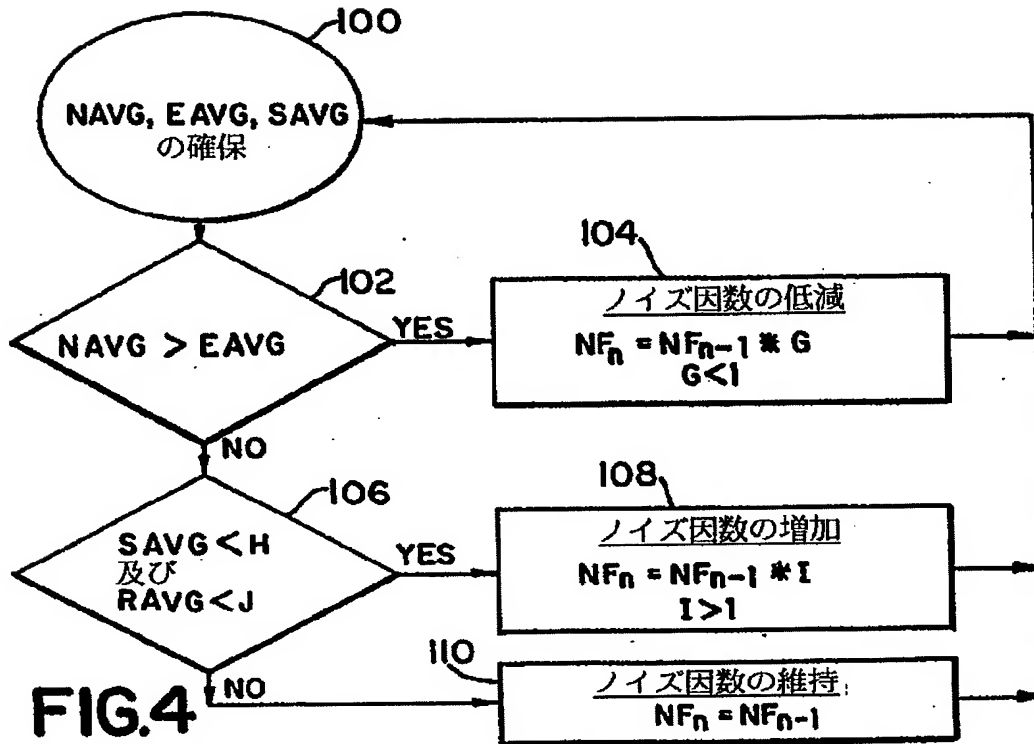 100
NAVG, EAVG, SAVG
の確保
102
NAVG > EAVG
YES
NO
104
ノイズ因数の低減
NFn = NFn-1 * G
G<1
106
SAVG<H
及び
RAVG<J
YES
NO
108
ノイズ因数の増加
NFn = NFn-1 * I
I>1
110
ノイズ因数の維持
NFn = NFn-1
FIG.4